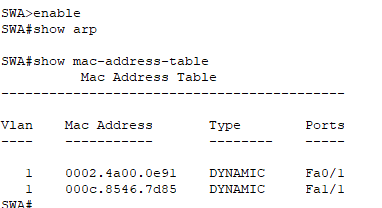 SWA>enable
SWA#show arp
SWA#show mac-address-table
Mac Address Table
-------------------------------------------
Vlan Mac Address Type Ports
---- ----------- -------- -----
1 0002.4a00.0e91 DYNAMIC Fa0/1
1 000c.8546.7d85 DYNAMIC Fa1/1
SWA#